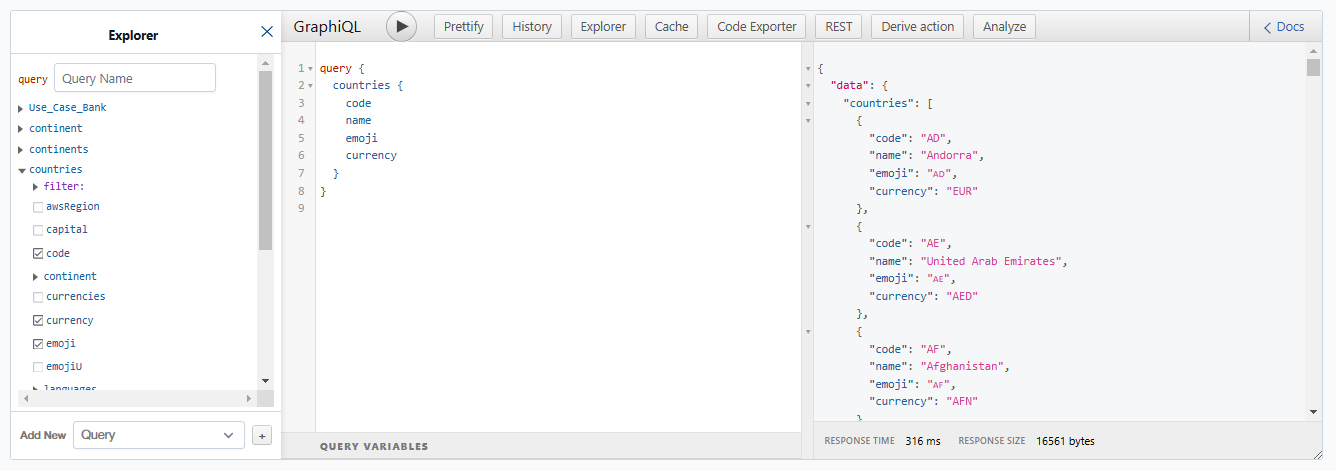 Explorer
query Query Name
Use_Case_Bank
continent
continents
countries
filter:
awsRegion
capital
code
continent
currencies
currency
emoji
emojiU
languages
Add New Query +
GraphiQL Prettify History Explorer Cache Code Exporter REST Derive action Analyze Docs
1 query {
2 countries {
3 code
4 name
5 emoji
6 currency
7 }
8 }
9
QUERY VARIABLES
{
"data": {
"countries": [
{
"code": "AD",
"name": "Andorra",
"emoji": "AD",
"currency": "EUR"
},
{
"code": "AE",
"name": "United Arab Emirates",
"emoji": "AE",
"currency": "AED"
},
{
"code": "AF",
"name": "Afghanistan",
"emoji": "AF",
"currency": "AFN"
}
RESPONSE TIME 316 ms RESPONSE SIZE 16561 bytes